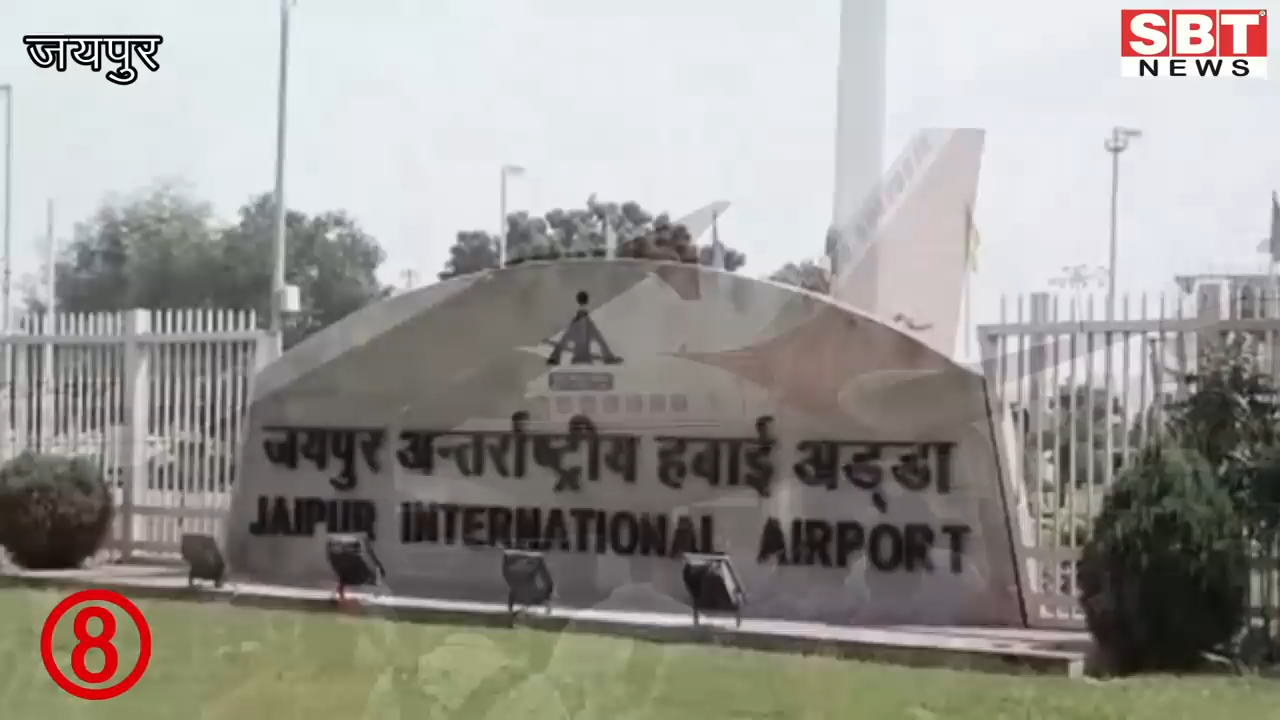 जयपुर
SBT
NEWS
जयपुर अन्तर्राष्ट्रीय हवाई अड्डा
JAIPUR INTERNATIONAL AIRPORT
8